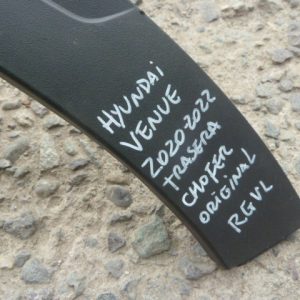 HYUNDAI
VENUE
2020-2022
TRASERA
CHOFER
ORIGINAL
RGVL